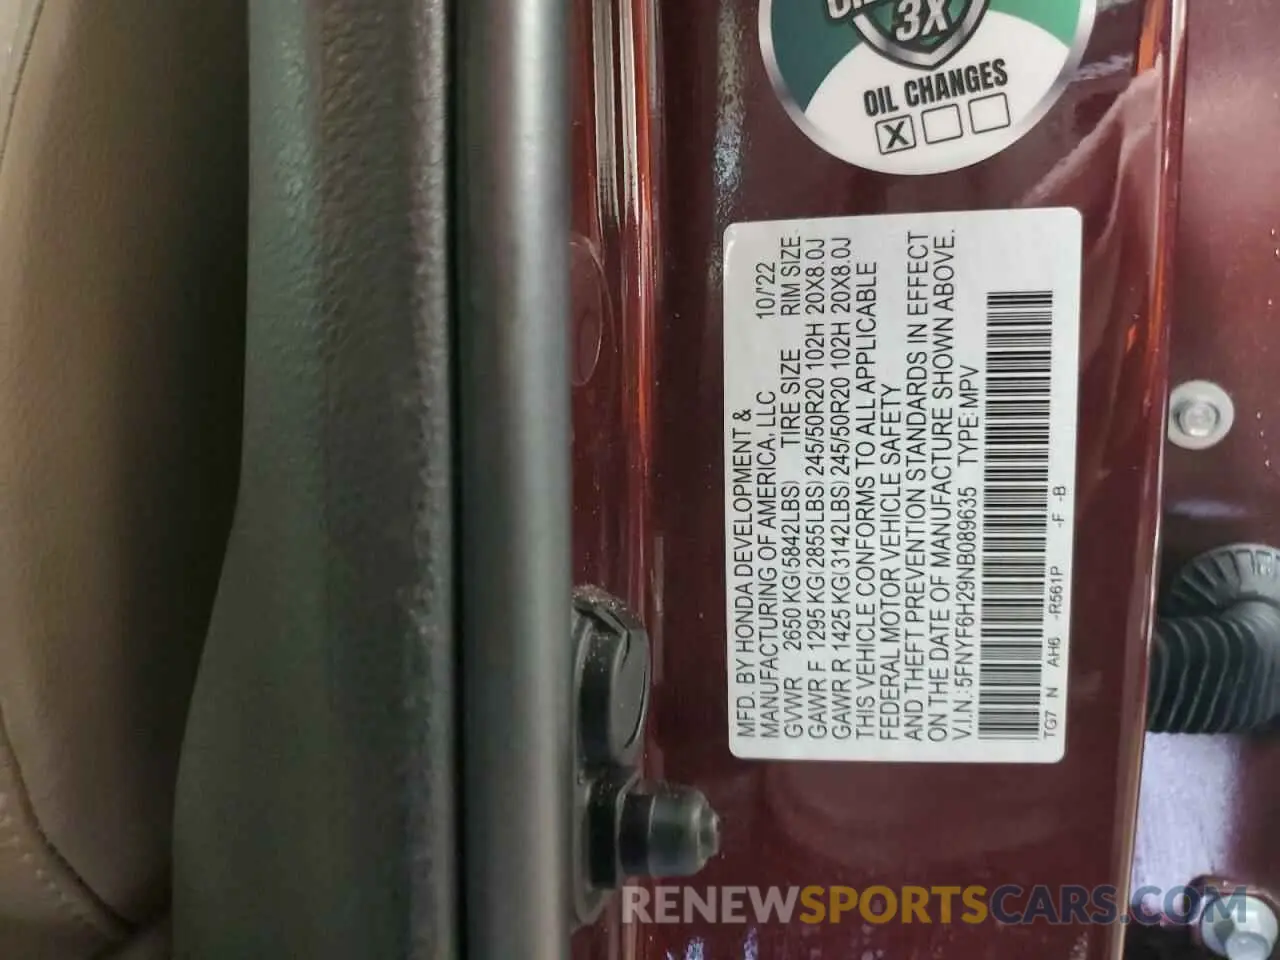 3X
OIL CHANGES
X
MFD. BY HONDA DEVELOPMENT &
MANUFACTURING OF AMERICA, LLC 10/'22
GVWR 2650 KG(5842LBS) TIRE SIZE RIM SIZE
GAWR F 1295 KG(2855LBS) 245/50R20 102H 20X8.0J
GAWR R 1425 KG(3142LBS) 245/50R20 102H 20X8.0J
THIS VEHICLE CONFORMS TO ALL APPLICABLE
FEDERAL MOTOR VEHICLE SAFETY
AND THEFT PREVENTION STANDARDS IN EFFECT
ON THE DATE OF MANUFACTURE SHOWN ABOVE.
V.I.N.: 5FNYF6H29NB089635 TYPE: MPV
TG7 N AH6 -R561P -F -B
RENEWSPORTSCARS.COM